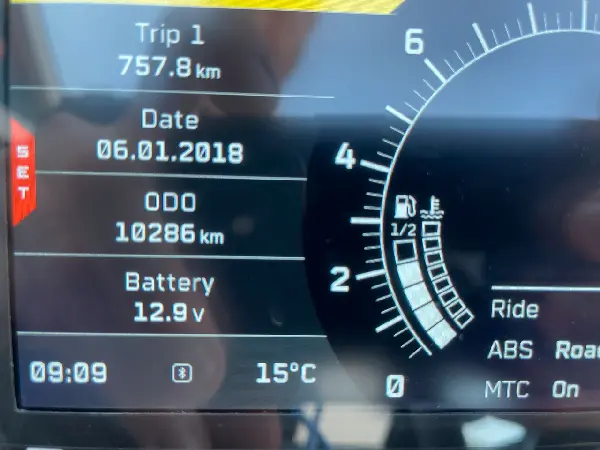 Trip 1
757.8 km
Date
06.01.2018
SET
ODO
10286 km
Battery
12.9 v
09:09
15°C
6
4
2
0
1/2
Ride
ABS Roa
MTC On